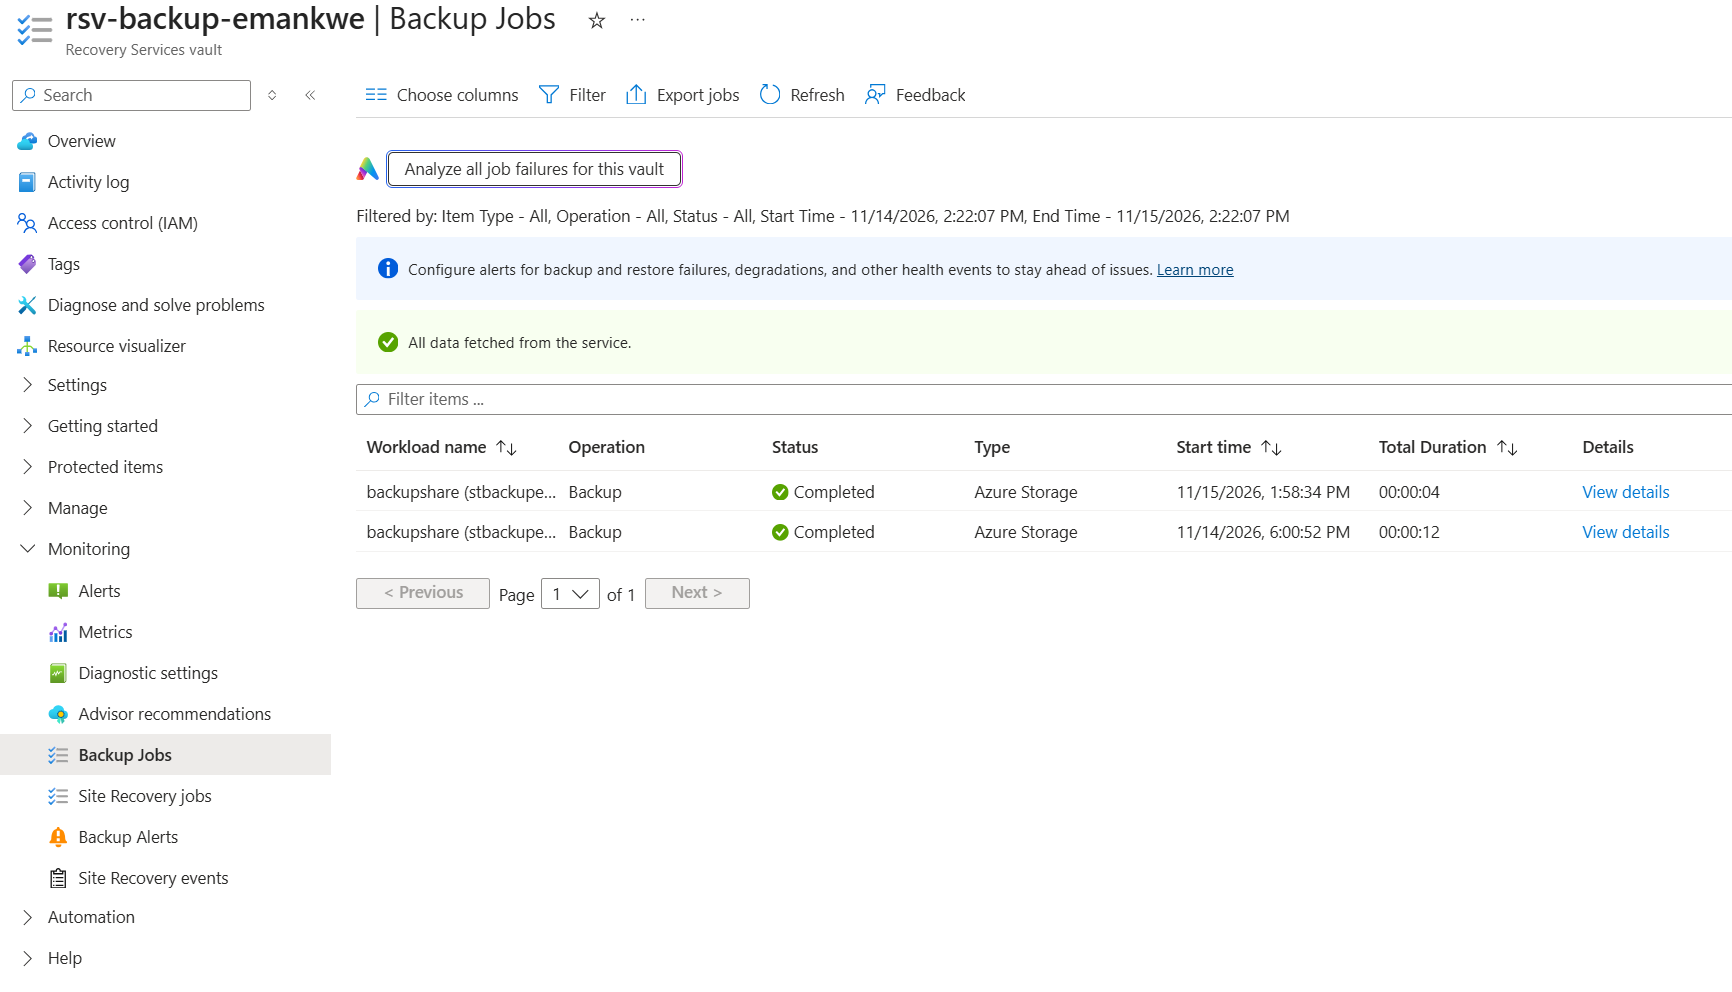 rsv-backup-emankwe | Backup Jobs
Recovery Services vault
Search
Overview
Activity log
Access control (IAM)
Tags
Diagnose and solve problems
Resource visualizer
Settings
Getting started
Protected items
Manage
Monitoring
Alerts
Metrics
Diagnostic settings
Advisor recommendations
Backup Jobs
Site Recovery jobs
Backup Alerts
Site Recovery events
Automation
Help
Choose columns Filter Export jobs Refresh Feedback
Analyze all job failures for this vault
Filtered by: Item Type - All, Operation - All, Status - All, Start Time - 11/14/2026, 2:22:07 PM, End Time - 11/15/2026, 2:22:07 PM
Configure alerts for backup and restore failures, degradations, and other health events to stay ahead of issues. Learn more
All data fetched from the service.
Filter items ...
Workload name Operation Status Type Start time Total Duration Details
backupshare (stbackupe... Backup Completed Azure Storage 11/15/2026, 1:58:34 PM 00:00:04 View details
backupshare (stbackupe... Backup Completed Azure Storage 11/14/2026, 6:00:52 PM 00:00:12 View details
< Previous Page 1 of 1 Next >